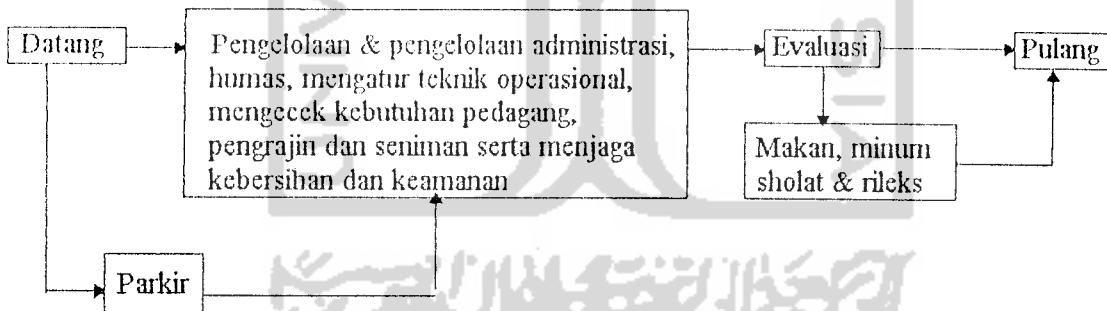 Datang
Pengelolaan & pengelolaan administrasi,
humas, mengatur teknik operasional,
mengecek kebutuhan pedagang,
pengrajin dan seniman serta menjaga
kebersihan dan keamanan
Evaluasi
Pulang
Makan, minum
sholat & rileks
Parkir